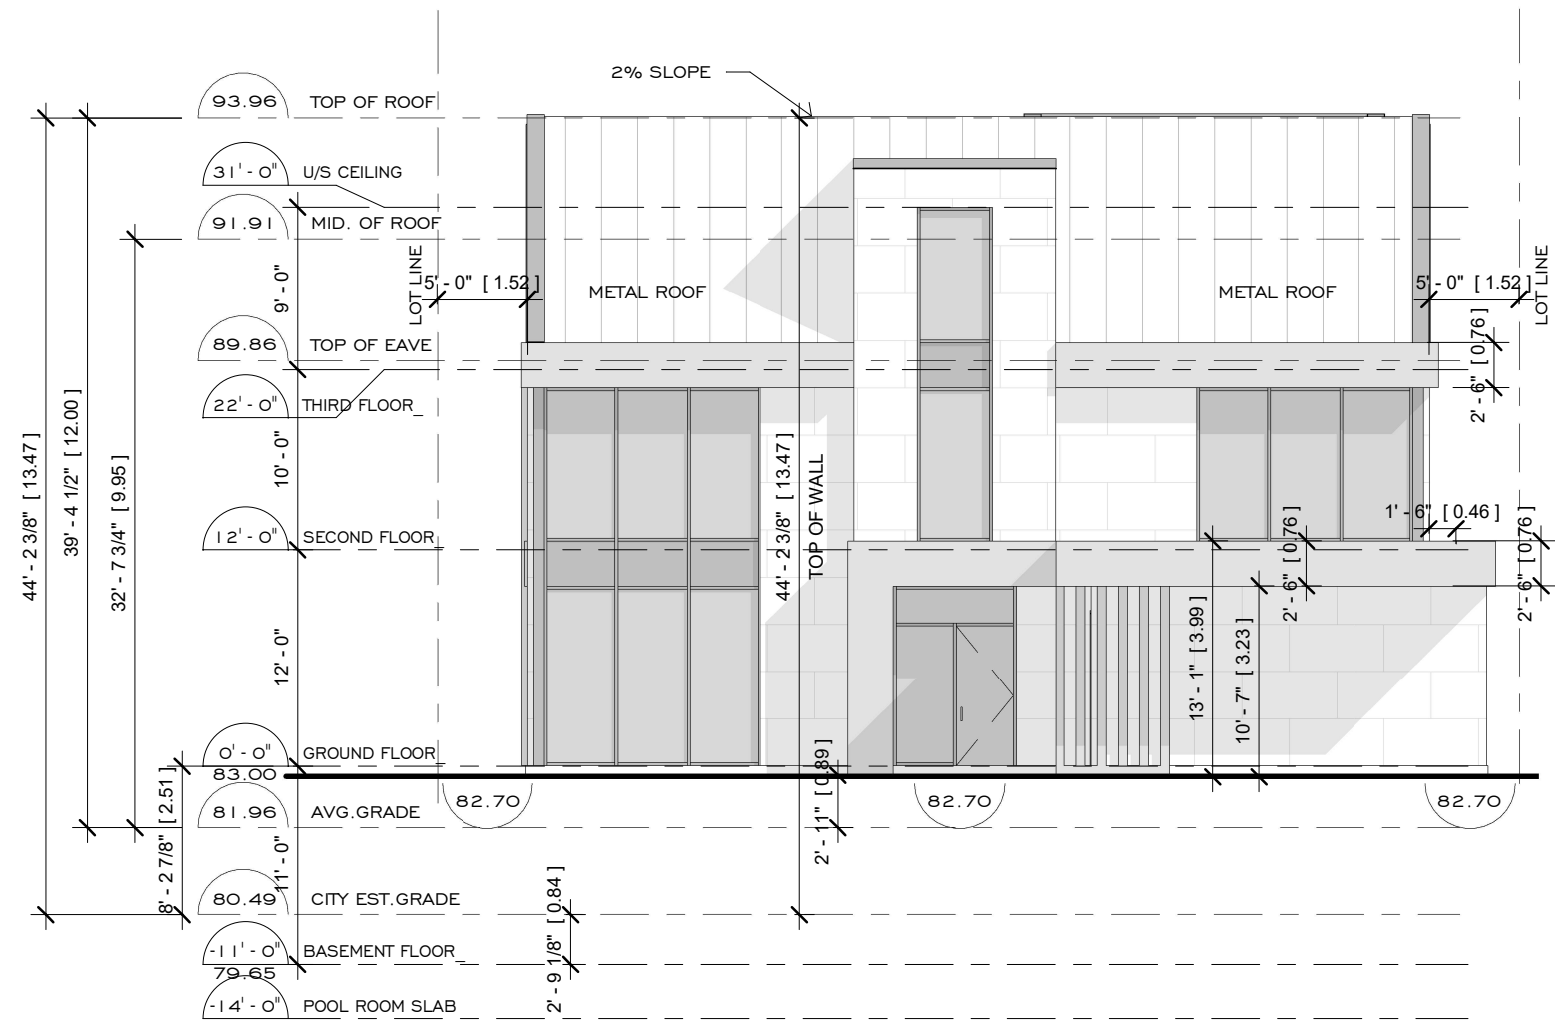 2% SLOPE
93.96 TOP OF ROOF
31'-0" U/S CEILING
91.91 MID. OF ROOF
LOT LINE
5'-0" [ 1.52 ]
METAL ROOF
METAL ROOF
5'-0" [ 1.52 ]
LOT LINE
9'-0"
89.86 TOP OF EAVE
2'-6" [ 0.76 ]
22'-0" THIRD FLOOR_
44'-2 3/8" [ 13.47 ]
39'-4 1/2" [ 12.00 ]
32'-7 3/4" [ 9.95 ]
10'-0"
44'-2 3/8" [ 13.47 ]
TOP OF WALL
1'-6" [ 0.46 ]
2'-6" [ 0.76 ]
2'-6" [ 0.76 ]
12'-0" SECOND FLOOR_
12'-0"
13'-1" [ 3.99 ]
10'-7" [ 3.23 ]
0'-0" GROUND FLOOR_
83.00
8'-2 7/8" [ 2.51 ]
81.96 AVG.GRADE
82.70
82.70
82.70
2'-11" [ 0.89 ]
11'-0"
80.49 CITY EST.GRADE
2'-9 1/8" [ 0.84 ]
-11'-0" BASEMENT FLOOR_
79.65
-14'-0" POOL ROOM SLAB